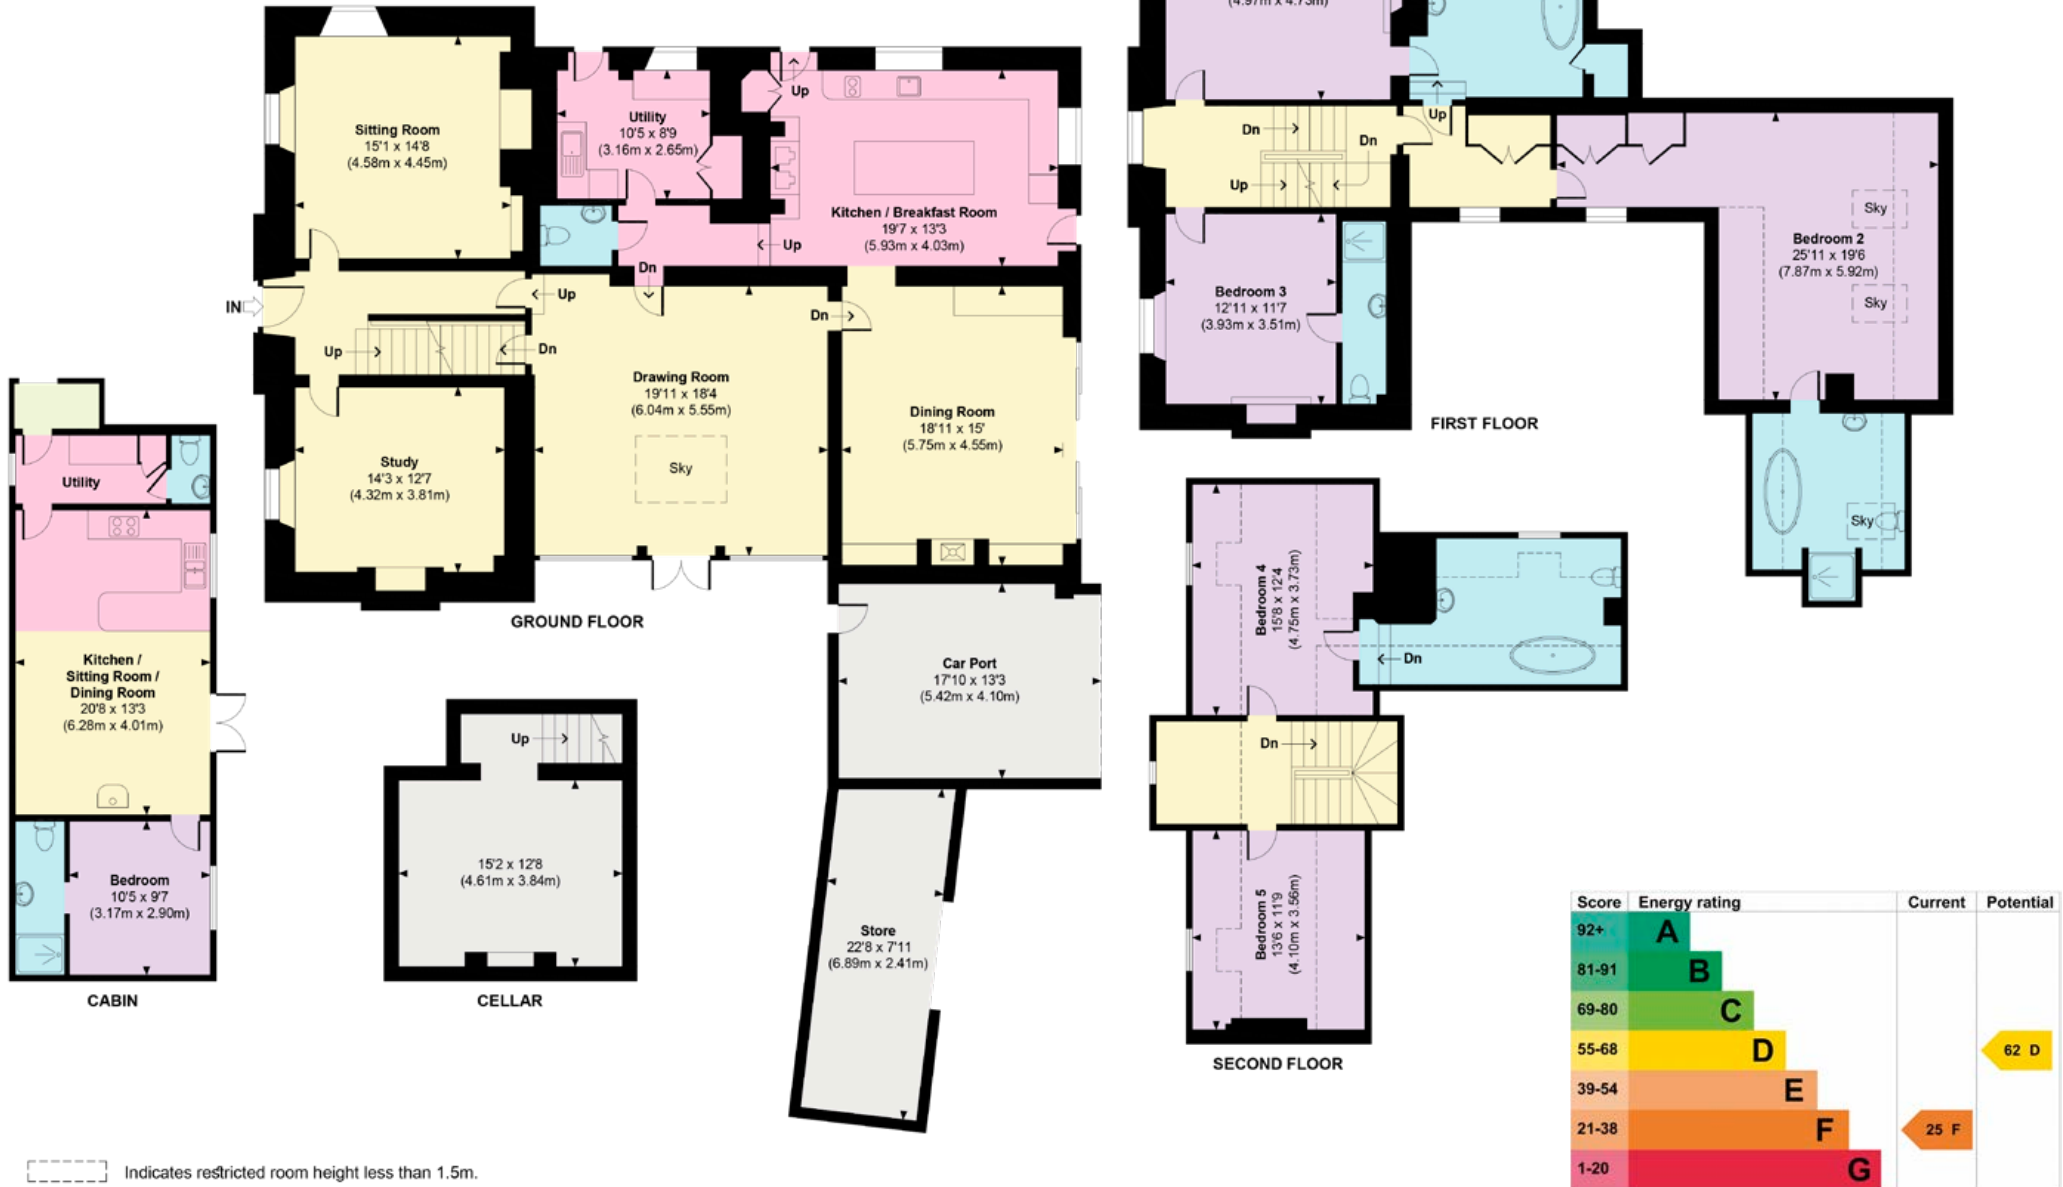 (4.97m x 4.73m)
Up
Sitting Room
15'1 x 14'8
(4.58m x 4.45m)
Utility
10'5 x 8'9
(3.16m x 2.65m)
Up
Kitchen / Breakfast Room
19'7 x 13'3
(5.93m x 4.03m)
Up
Dn
IN
Up
Dn
Up
Dn
Drawing Room
19'11 x 18'4
(6.04m x 5.55m)
Sky
Dining Room
18'11 x 15'
(5.75m x 4.55m)
Study
14'3 x 12'7
(4.32m x 3.81m)
GROUND FLOOR
Car Port
17'10 x 13'3
(5.42m x 4.10m)
Store
22'8 x 7'11
(6.89m x 2.41m)
Utility
Kitchen /
Sitting Room /
Dining Room
20'8 x 13'3
(6.28m x 4.01m)
Bedroom
10'5 x 9'7
(3.17m x 2.90m)
CABIN
Up
15'2 x 12'8
(4.61m x 3.84m)
CELLAR
Dn
Dn
Up
Up
Bedroom 3
12'11 x 11'7
(3.93m x 3.51m)
Sky
Bedroom 2
25'11 x 19'6
(7.87m x 5.92m)
Sky
Sky
FIRST FLOOR
Bedroom 4
15'8 x 12'4
(4.75m x 3.73m)
Dn
Dn
Bedroom 5
13'6 x 11'9
(4.10m x 3.56m)
SECOND FLOOR
Score Energy rating Current Potential
92+ A
81-91 B
69-80 C
55-68 D 62 D
39-54 E
21-38 F 25 F
1-20 G
Indicates restricted room height less than 1.5m.